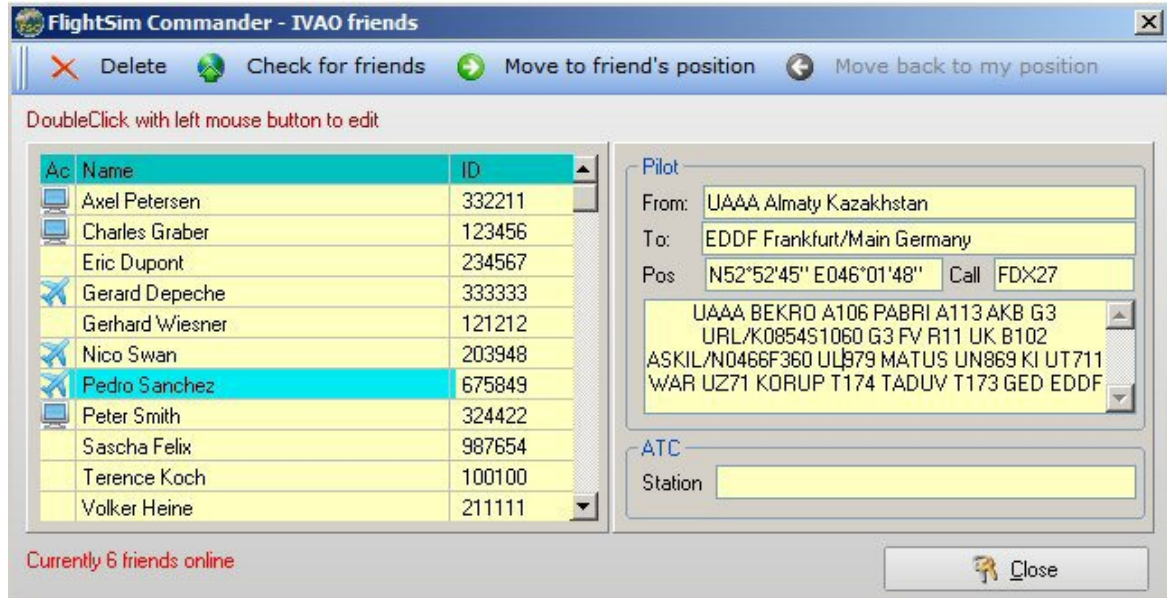 FlightSim Commander - IVAO friends
Delete Check for friends Move to friend's position Move back to my position
DoubleClick with left mouse button to edit
Ac Name ID
Axel Petersen 332211
Charles Graber 123456
Eric Dupont 234567
Gerard Depeche 333333
Gerhard Wiesner 121212
Nico Swan 203948
Pedro Sanchez 675849
Peter Smith 324422
Sascha Felix 987654
Terence Koch 100100
Volker Heine 211111
Pilot
From: UAAA Almaty Kazakhstan
To: EDDF Frankfurt/Main Germany
Pos N52°52'45'' E046°01'48'' Call FDX27
UAAA BEKRO A106 PABRI A113 AKB G3
URL/K0854S1060 G3 FV R11 UK B102
ASKIL/N0466F360 UL979 MATUS UN869 KI UT711
WAR UZ71 KORUP T174 TADUV T173 GED EDDF
ATC
Station
Currently 6 friends online
Close